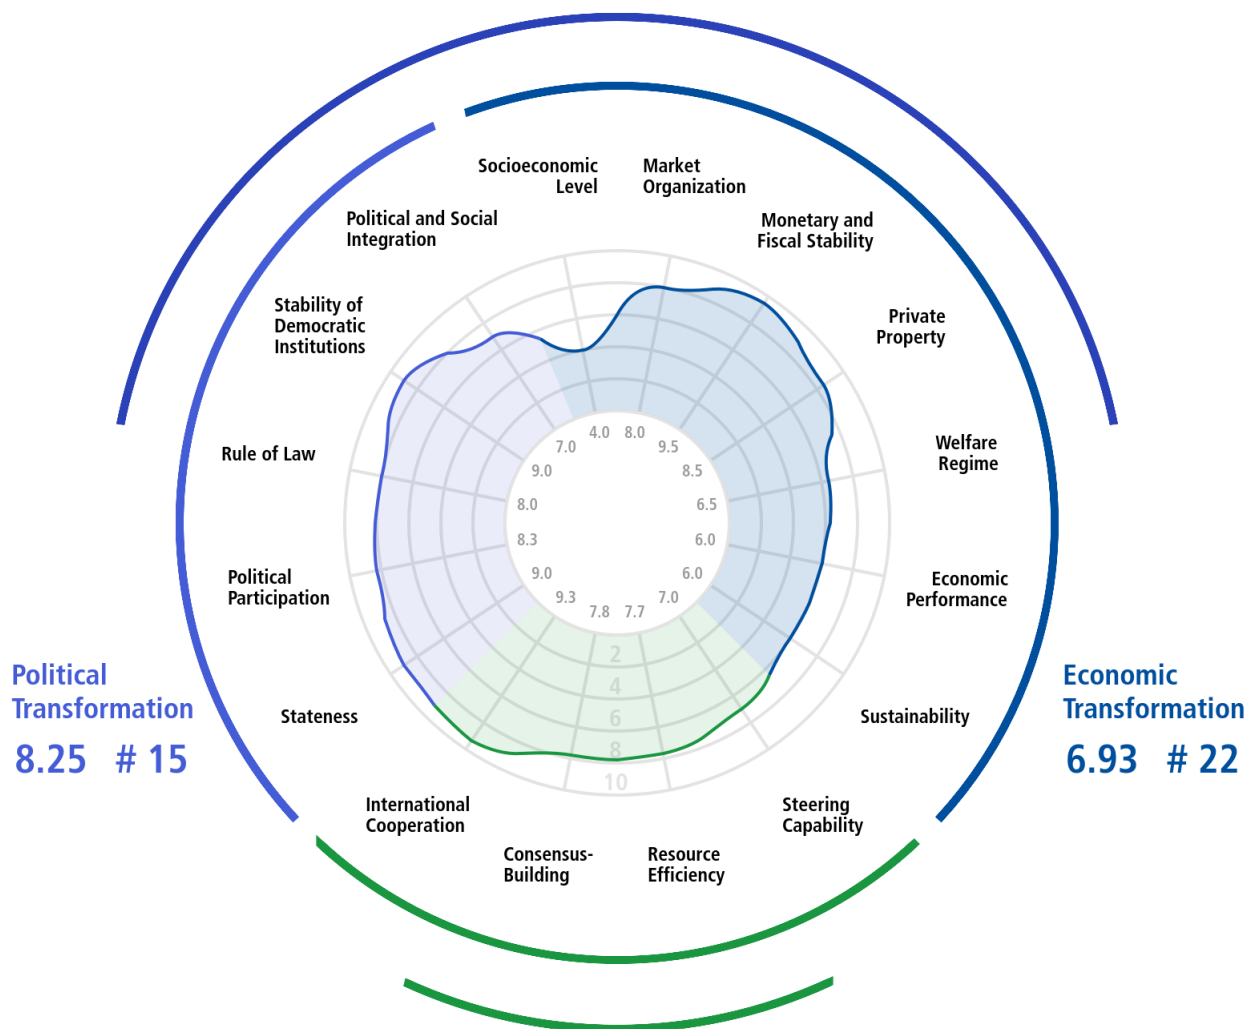 Socioeconomic
Level
Market
Organization
Political and Social
Integration
Monetary and
Fiscal Stability
Stability of
Democratic
Institutions
Private
Property
Rule of Law
Welfare
Regime
Political
Participation
Economic
Performance
Stateness
Sustainability
International
Cooperation
Steering
Capability
Consensus-
Building
Resource
Efficiency
4.0
8.0
7.0
9.5
9.0
8.5
8.0
6.5
8.3
6.0
9.0
6.0
9.3
7.0
7.8
7.7
2
4
6
8
10
Political
Transformation
8.25 # 15
Economic
Transformation
6.93 # 22